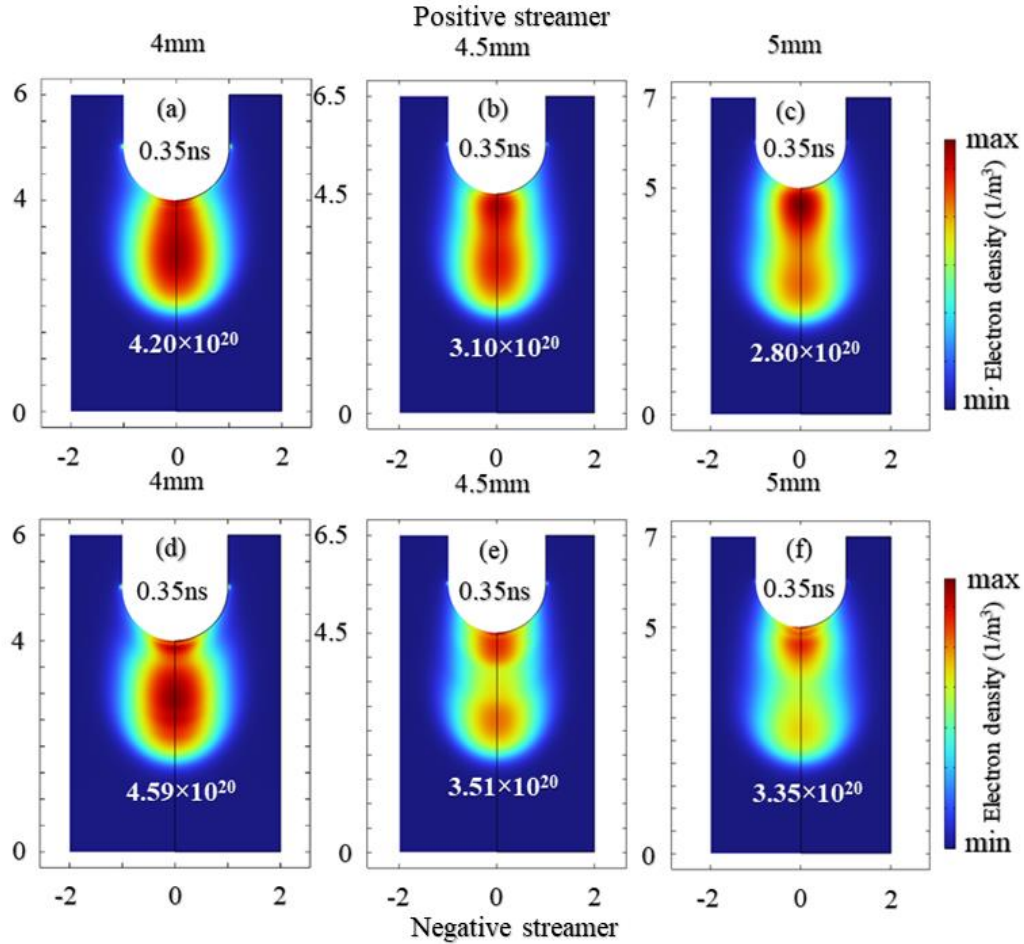 Positive streamer
4mm 4.5mm 5mm
6 6.5 7
(a) (b) (c)
0.35ns 0.35ns 0.35ns
max
4 4.5 5
Electron density (1/m³)
4.20×10²⁰ 3.10×10²⁰ 2.80×10²⁰
min
0 0 0
-2 0 2 -2 0 2 -2 0 2
4mm 4.5mm 5mm
6 6.5 7
(d) (e) (f)
0.35ns 0.35ns 0.35ns
max
4 4.5 5
Electron density (1/m³)
4.59×10²⁰ 3.51×10²⁰ 3.35×10²⁰
min
0 0 0
-2 0 2 -2 0 2 -2 0 2
Negative streamer